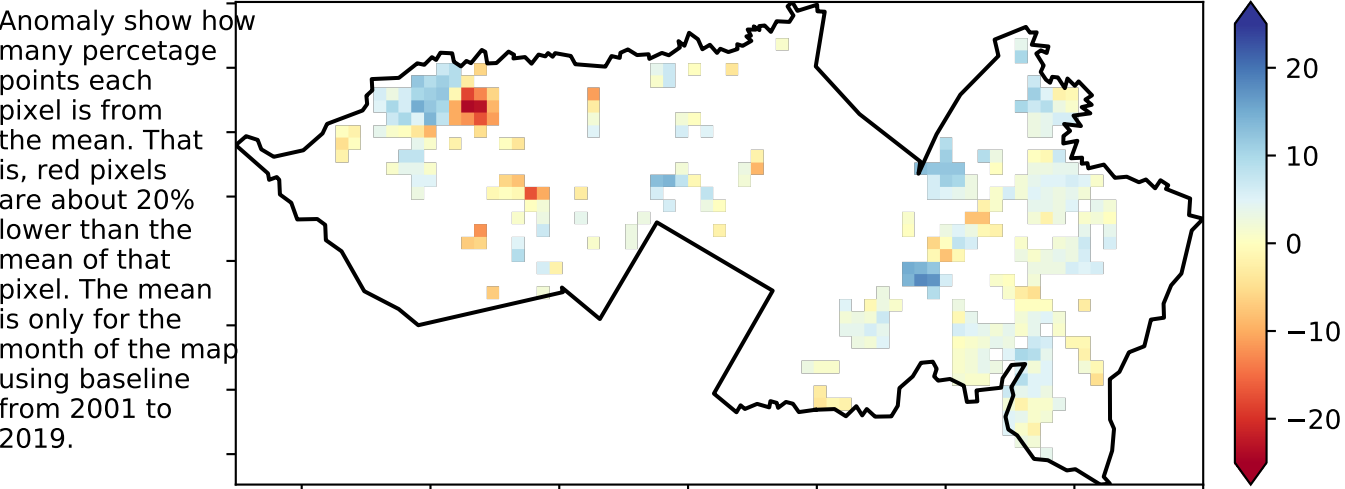 Anomaly show how
many percetage
points each
pixel is from
the mean. That
is, red pixels
are about 20%
lower than the
mean of that
pixel. The mean
is only for the
month of the map
using baseline
from 2001 to
2019.
20
10
0
−10
−20